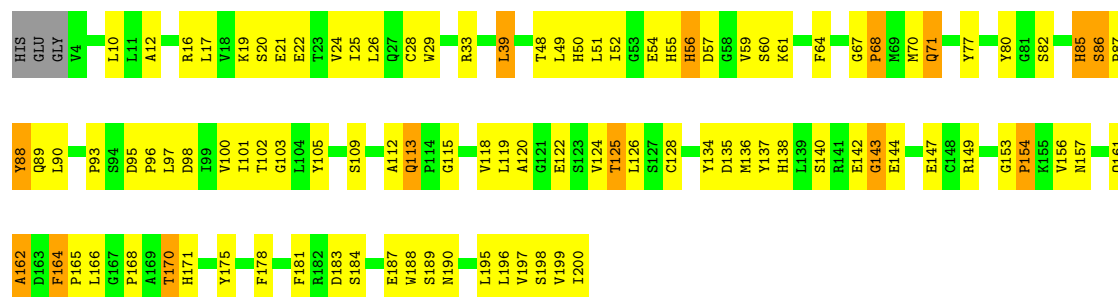 HIS GLU GLY V4 L10 L11 A12 R16 L17 V18 K19 S20 E21 E22 T23 V24 I25 L26 Q27 C28 W29 R33 L39 T48 L49 H50 L51 I52 G53 E54 H55 H56 D57 G58 V59 S60 K61 F64 G67 P68 M69 M70 Q71 Y77 Y80 G81 S82 H85 S86
Y88 Q89 L90 P93 S94 D95 P96 L97 D98 I99 V100 I101 T102 G103 L104 Y105 S109 A112 Q113 P114 G115 V118 L119 A120 G121 E122 S123 V124 T125 L126 S127 C128 Y134 D135 M136 Y137 H138 L139 S140 R141 E142 G143 E144 E147 C148 R149 G153 P154 K155 V156 N157
A162 D163 F164 P165 L166 G167 P168 A169 T170 H171 Y175 F178 F181 R182 D183 S184 E187 W188 S189 N190 L195 L196 V197 S198 V199 I200